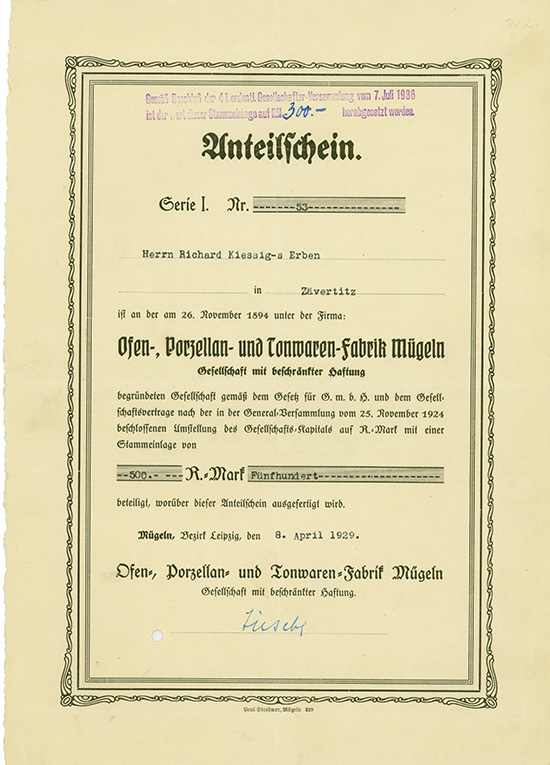 Gemäß Beschluß der 41. ordentl. Gesellschafter-Versammlung vom 7. Juli 1936
ist der Wert dieser Stammeinlage auf RM 300.- herabgesetzt worden.
Anteilschein.
Serie I. Nr. -------53---------------
Herrn Richard Kiessig-s Erben
in Zävertitz
ist an der am 26. November 1894 unter der Firma:
Ofen-, Porzellan- und Tonwaren-Fabrik Mügeln
Gesellschaft mit beschränkter Haftung
begründeten Gesellschaft gemäß dem Gesetz für G. m. b. H. und dem Gesell-
schaftsvertrage nach der in der General-Versammlung vom 25. November 1924
beschlossenen Umstellung des Gesellschafts-Kapitals auf R.-Mark mit einer
Stammeinlage von
--500.- --- R.-Mark Fünfhundert------------------
beteiligt, worüber dieser Anteilschein ausgefertigt wird.
Mügeln, Bezirk Leipzig, den 8. April 1929.
Ofen-, Porzellan- und Tonwaren-Fabrik Mügeln
Gesellschaft mit beschränkter Haftung.
Mügeln